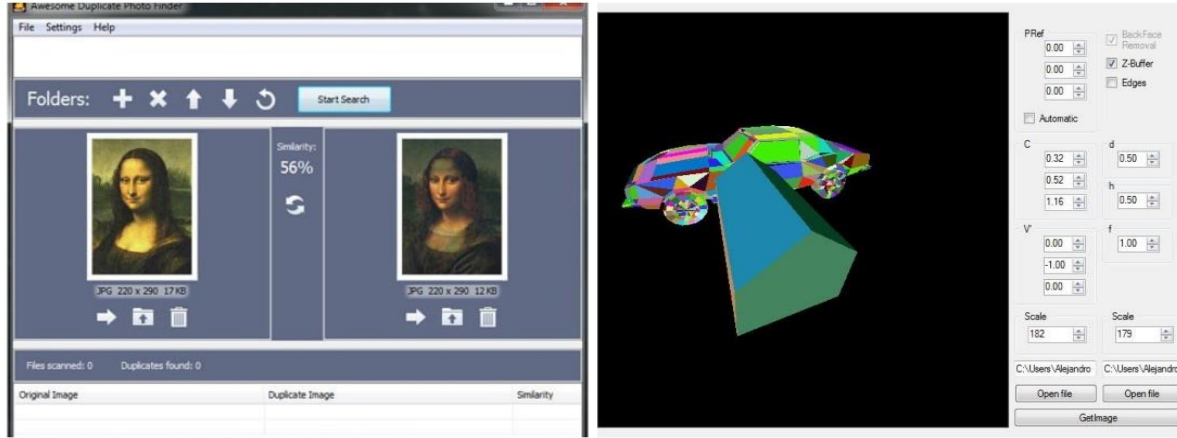 Awesome Duplicate Photo Finder
File Settings Help
Folders:
Start Search
Similarity:
56%
JPG 220 x 290 17 KB
JPG 220 x 290 12 KB
Files scanned: 0 Duplicates found: 0
Original Image Duplicate Image Similarity
PRef
0.00
0.00
0.00
Automatic
BackFace
Removal
Z-Buffer
Edges
C
0.32
0.52
1.16
d
0.50
h
0.50
V'
0.00
-1.00
0.00
f
1.00
Scale
182
Scale
179
C:\Users\Alejandro C:\Users\Alejandro
Open file Open file
GetImage